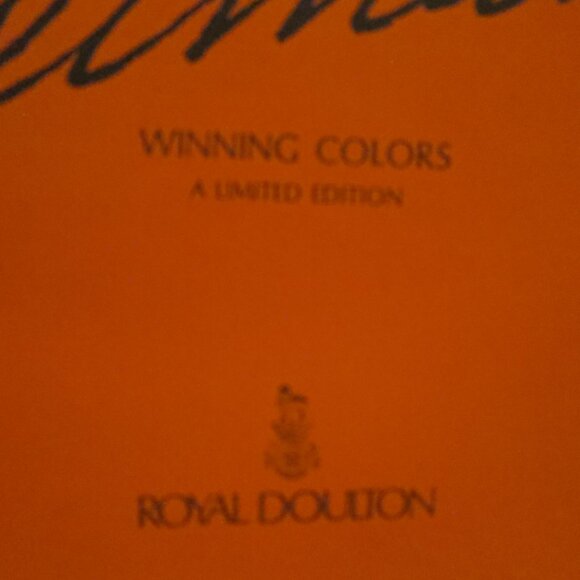 WINNING COLORS
A LIMITED EDITION
ROYAL DOULTON